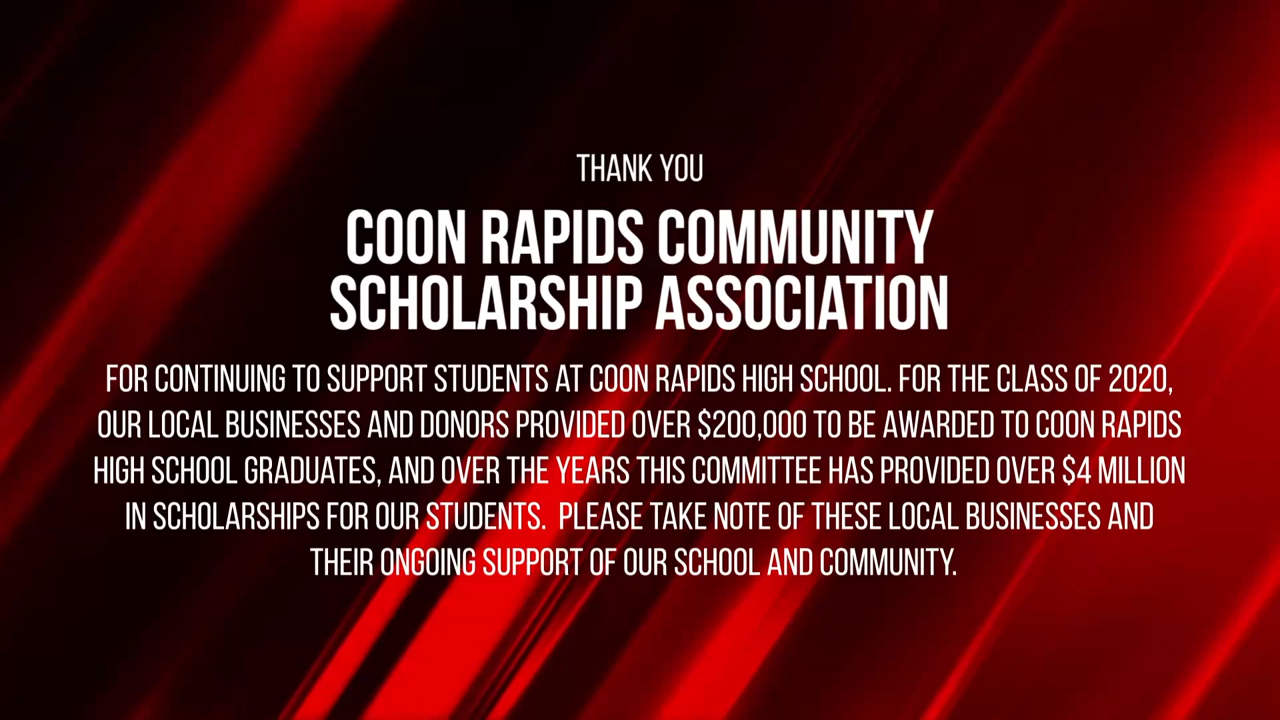 THANK YOU
COON RAPIDS COMMUNITY
SCHOLARSHIP ASSOCIATION
FOR CONTINUING TO SUPPORT STUDENTS AT COON RAPIDS HIGH SCHOOL. FOR THE CLASS OF 2020,
OUR LOCAL BUSINESSES AND DONORS PROVIDED OVER $200,000 TO BE AWARDED TO COON RAPIDS
HIGH SCHOOL GRADUATES, AND OVER THE YEARS THIS COMMITTEE HAS PROVIDED OVER $4 MILLION
IN SCHOLARSHIPS FOR OUR STUDENTS.  PLEASE TAKE NOTE OF THESE LOCAL BUSINESSES AND
THEIR ONGOING SUPPORT OF OUR SCHOOL AND COMMUNITY.